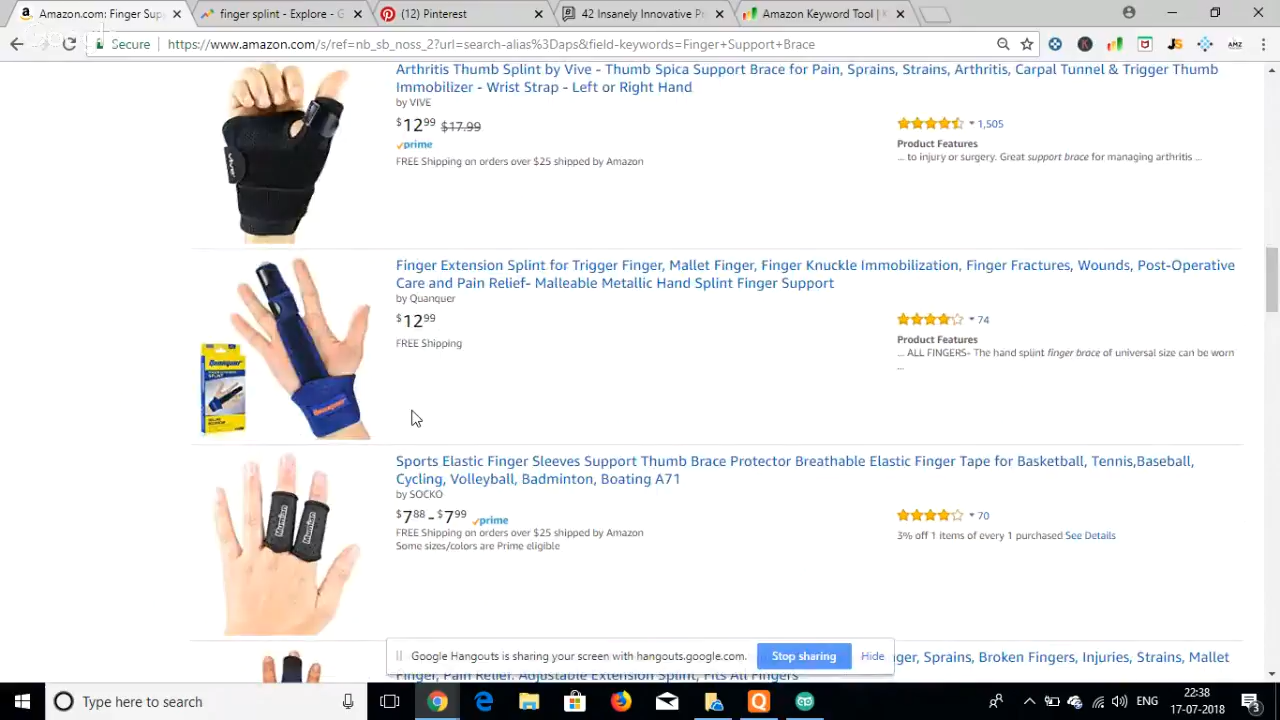 Amazon.com: Finger Sup
finger splint - Explore - G
(12) Pinterest
42 Insanely Innovative P
Amazon Keyword Tool | K
Secure
https://www.amazon.com/s/ref=nb_sb_noss_2?url=search-alias%3Daps&field-keywords=Finger+Support+Brace
Arthritis Thumb Splint by Vive - Thumb Spica Support Brace for Pain, Sprains, Strains, Arthritis, Carpal Tunnel & Trigger Thumb
Immobilizer - Wrist Strap - Left or Right Hand
by VIVE
$12 99 $17.99
prime
FREE Shipping on orders over $25 shipped by Amazon
1,505
Product Features
... to injury or surgery. Great support brace for managing arthritis ...
Finger Extension Splint for Trigger Finger, Mallet Finger, Finger Knuckle Immobilization, Finger Fractures, Wounds, Post-Operative
Care and Pain Relief- Malleable Metallic Hand Splint Finger Support
by Quanquer
$12 99
FREE Shipping
74
Product Features
... ALL FINGERS- The hand splint finger brace of universal size can be worn
...
Quanquer
Sports Elastic Finger Sleeves Support Thumb Brace Protector Breathable Elastic Finger Tape for Basketball, Tennis,Baseball,
Cycling, Volleyball, Badminton, Boating A71
by SOCKO
$7 88 - $7 99 prime
FREE Shipping on orders over $25 shipped by Amazon
Some sizes/colors are Prime eligible
70
3% off 1 items of every 1 purchased See Details
Google Hangouts is sharing your screen with hangouts.google.com.
Stop sharing
Hide
ger, Sprains, Broken Fingers, Injuries, Strains, Mallet
Finger, Pain Relief. Adjustable Extension Splint, Fits All Fingers
Type here to search
ENG
22:38
17-07-2018
3